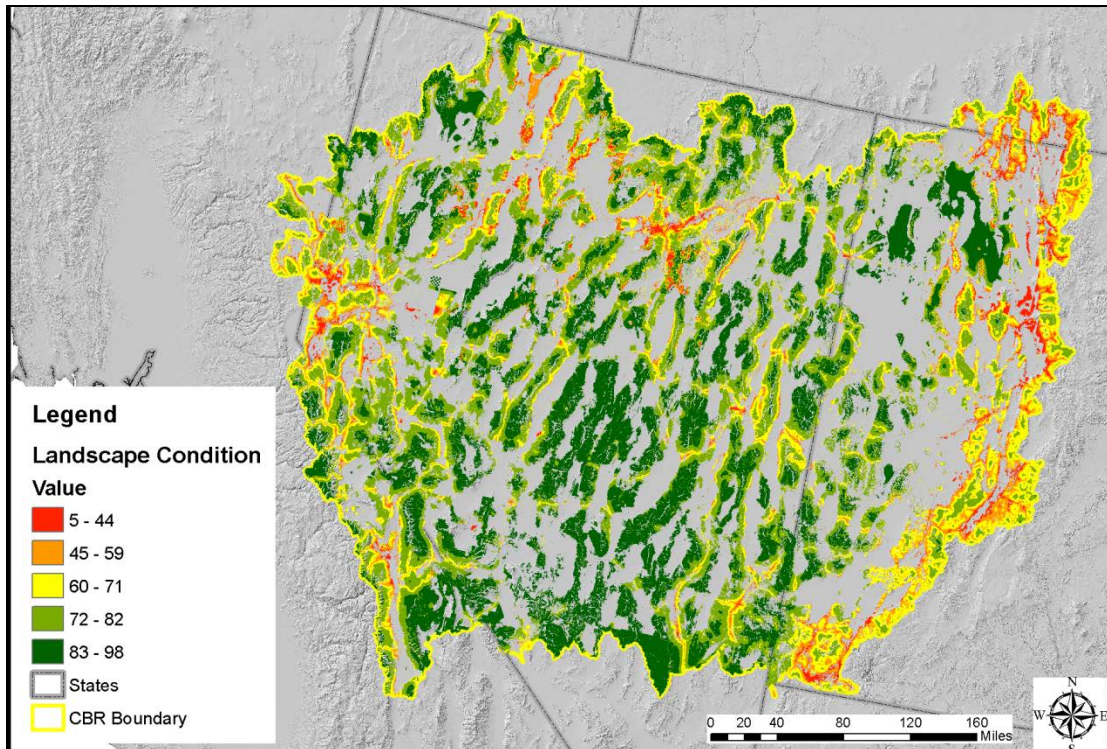 Legend
Landscape Condition
Value
5 - 44
45 - 59
60 - 71
72 - 82
83 - 98
States
CBR Boundary
0 20 40 80 120 160
Miles
N
W E
S